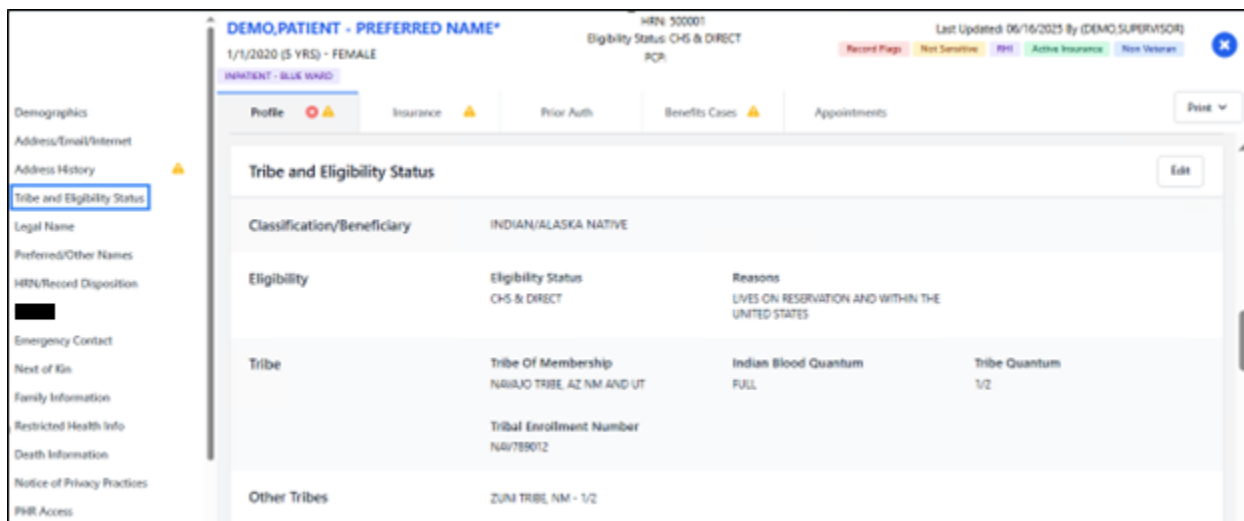 DEMO,PATIENT - PREFERRED NAME*
HRN: 500001
Last Updated: 06/16/2025 By (DEMO,SUPERVISOR)
1/1/2020 (5 YRS) - FEMALE
Eligibility Status: CHS & DIRECT
Record Flags Not Sensitive RHI Active Insurance Non Veteran
PCP:
INPATIENT - BLUE WARD
Profile Insurance Prior Auth Benefits Cases Appointments Print
Demographics
Address/Email/Internet
Address History
Tribe and Eligibility Status
Legal Name
Preferred/Other Names
HRN/Record Disposition
Emergency Contact
Next of Kin
Family Information
Restricted Health Info
Death Information
Notice of Privacy Practices
PHR Access
Tribe and Eligibility Status Edit
Classification/Beneficiary INDIAN/ALASKA NATIVE
Eligibility Eligibility Status Reasons
CHS & DIRECT LIVES ON RESERVATION AND WITHIN THE
UNITED STATES
Tribe Tribe Of Membership Indian Blood Quantum Tribe Quantum
NAVAJO TRIBE, AZ NM AND UT FULL 1/2
Tribal Enrollment Number
NAV789012
Other Tribes ZUNI TRIBE, NM - 1/2